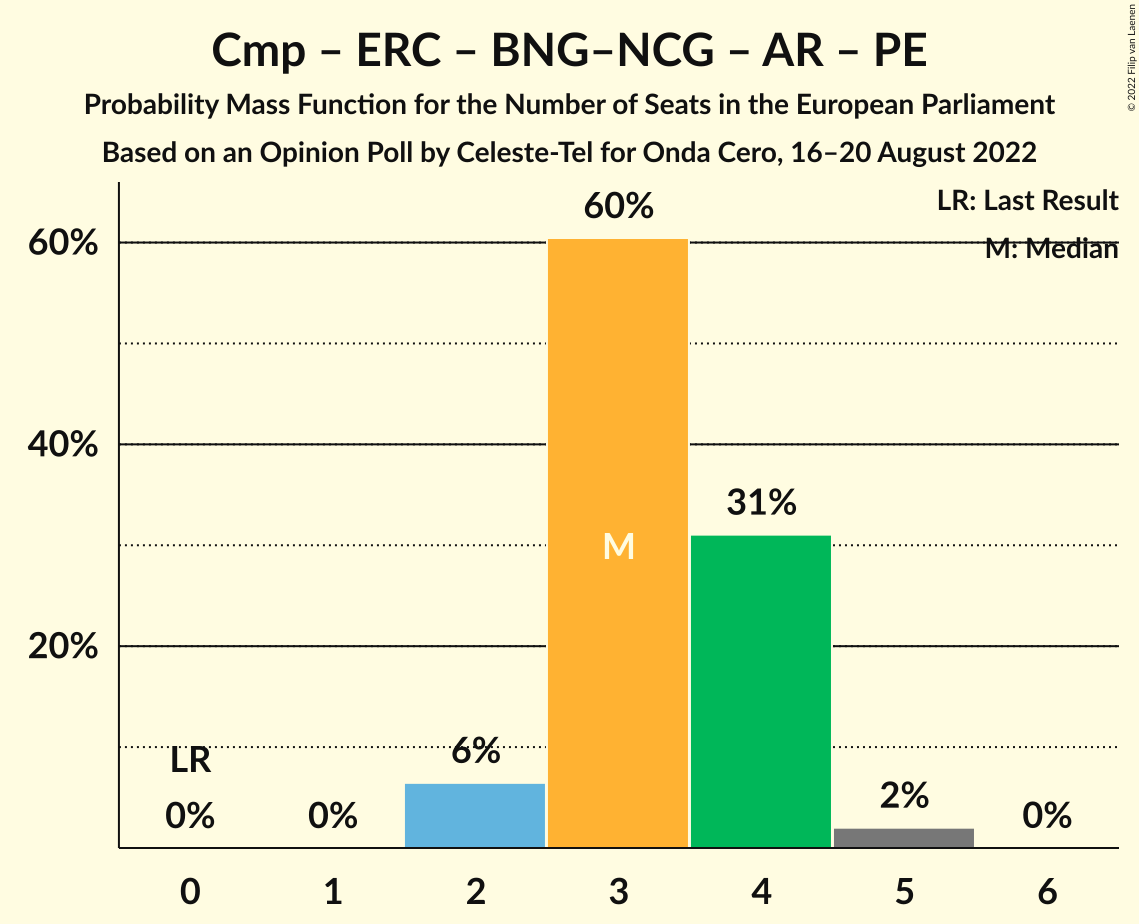 Cmp – ERC – BNG–NCG – AR – PE
Probability Mass Function for the Number of Seats in the European Parliament
Based on an Opinion Poll by Celeste-Tel for Onda Cero, 16–20 August 2022
© 2022 Filip van Laenen
LR: Last Result
M: Median
60%
40%
20%
60%
31%
M
LR
0%
0%
6%
2%
0%
0
1
2
3
4
5
6